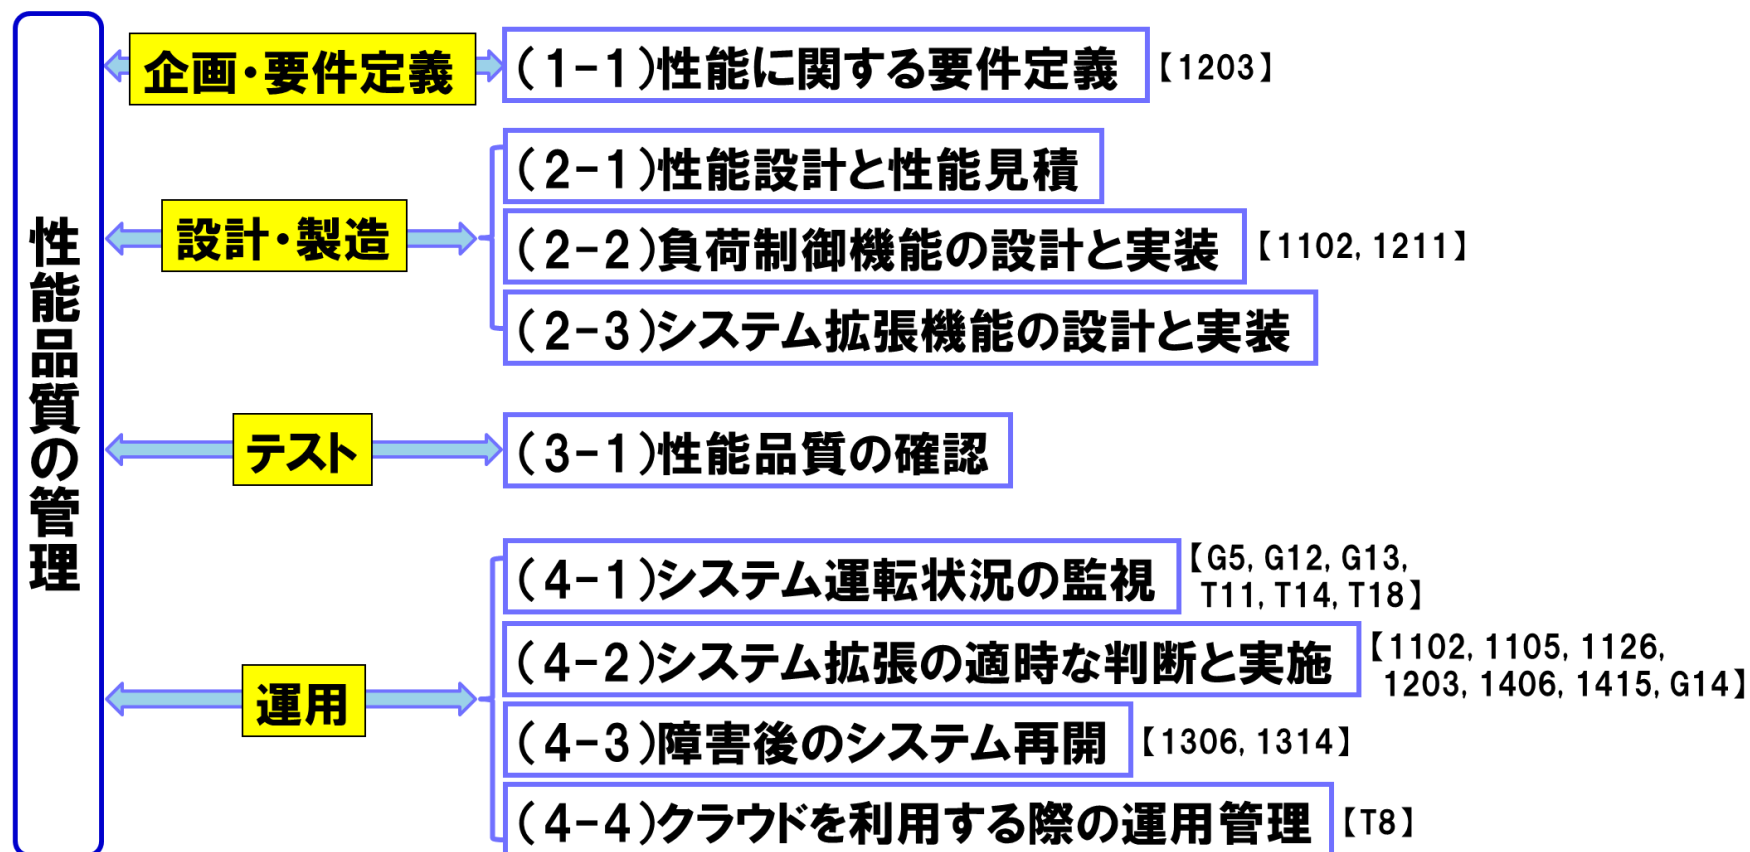 性能品質の管理
企画・要件定義
(1-1)性能に関する要件定義
【1203】
設計・製造
(2-1)性能設計と性能見積
(2-2)負荷制御機能の設計と実装
【1102, 1211】
(2-3)システム拡張機能の設計と実装
テスト
(3-1)性能品質の確認
運用
(4-1)システム運転状況の監視
【G5, G12, G13,
T11, T14, T18】
(4-2)システム拡張の適時な判断と実施
【1102, 1105, 1126,
1203, 1406, 1415, G14】
(4-3)障害後のシステム再開
【1306, 1314】
(4-4)クラウドを利用する際の運用管理
【T8】